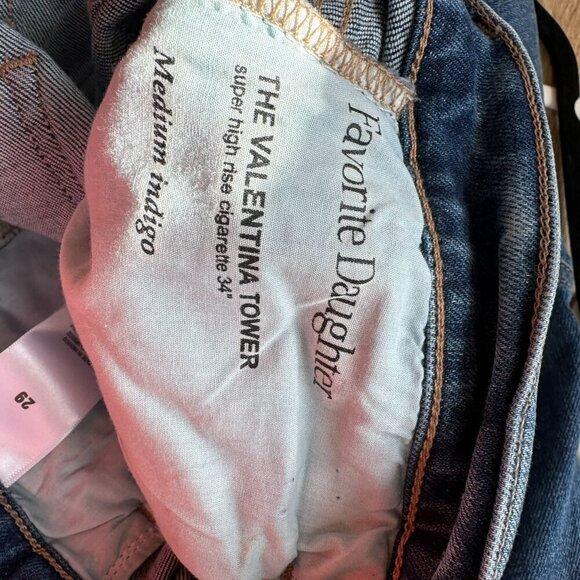 Favorite Daughter
THE VALENTINA TOWER
super high rise cigarette 34"
Medium indigo
29